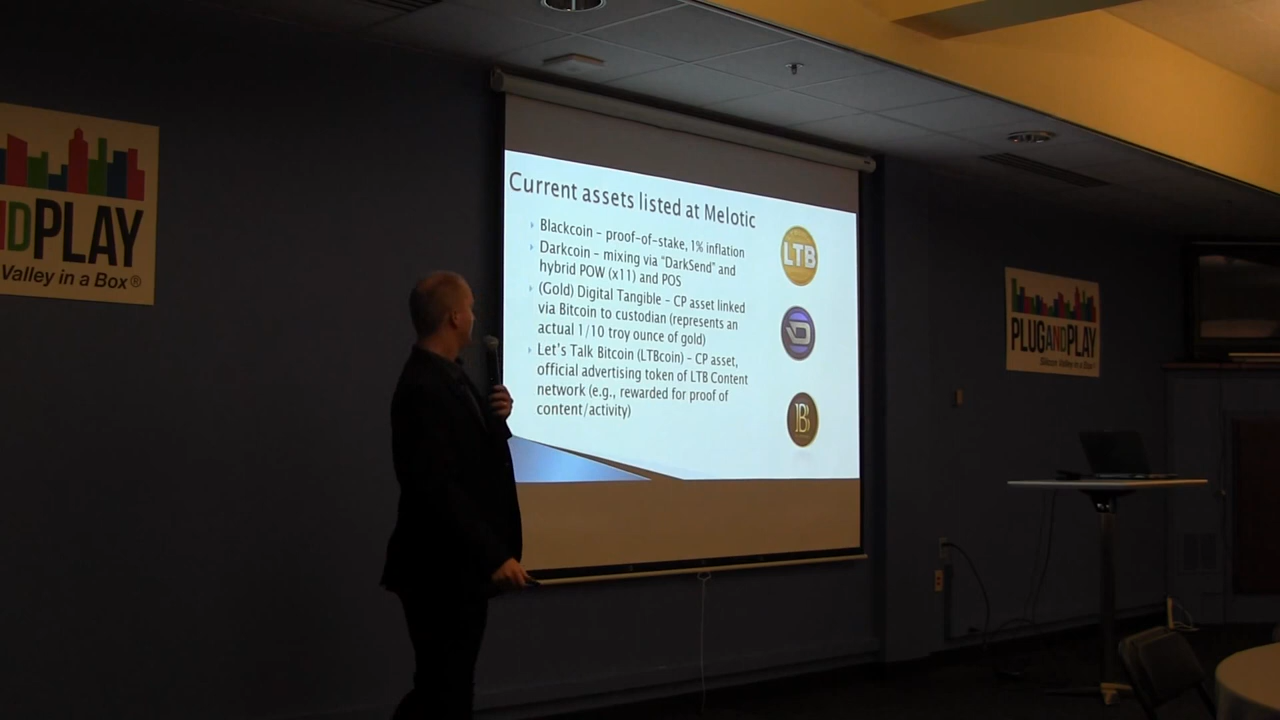 NDPLAY
Valley in a Box®
Current assets listed at Melotic
Blackcoin – proof-of-stake, 1% inflation
Darkcoin – mixing via "DarkSend" and
hybrid POW (x11) and POS
(Gold) Digital Tangible – CP asset linked
via Bitcoin to custodian (represents an
actual 1/10 troy ounce of gold)
Let's Talk Bitcoin (LTBcoin) – CP asset,
official advertising token of LTB Content
network (e.g., rewarded for proof of
content/activity)
LTB
PLUGANDPLAY
Silicon Valley in a Box®